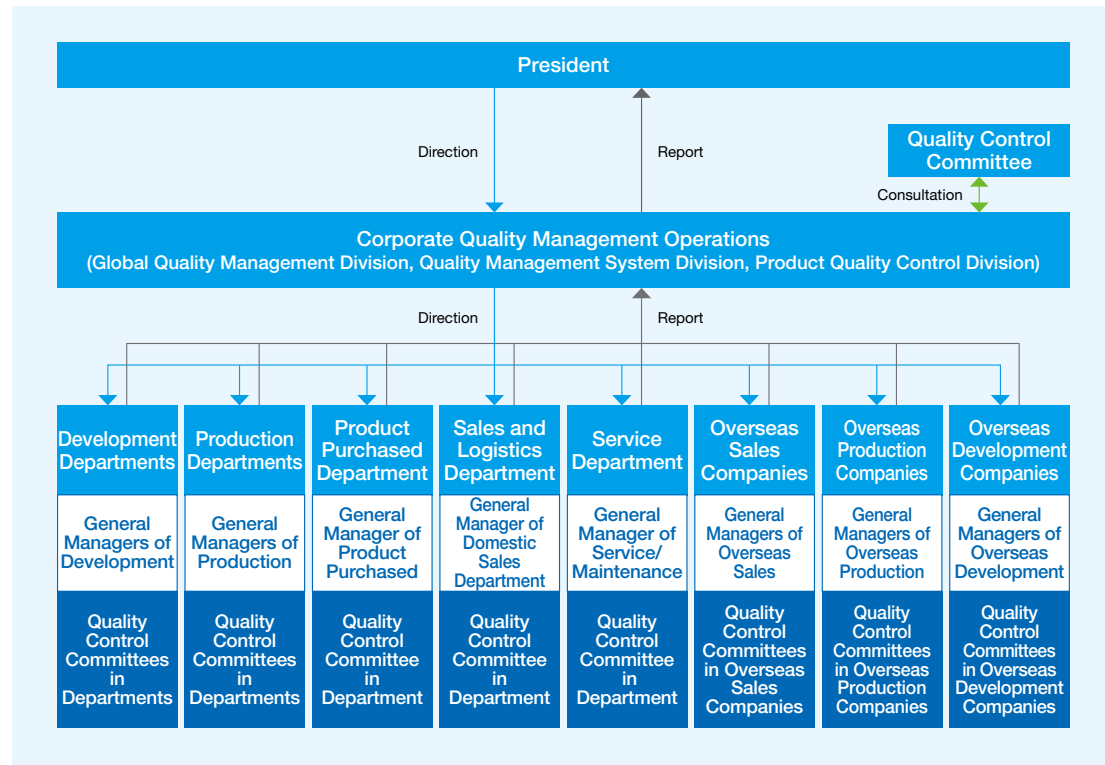 President
Direction
Report
Quality Control
Committee
Consultation
Corporate Quality Management Operations
(Global Quality Management Division, Quality Management System Division, Product Quality Control Division)
Direction
Report
Development
Departments
General
Managers of
Development
Quality
Control
Committees
in
Departments
Production
Departments
General
Managers of
Production
Quality
Control
Committees
in
Departments
Product
Purchased
Department
General
Manager of
Product
Purchased
Quality
Control
Committee
in
Department
Sales and
Logistics
Department
General
Manager of
Domestic
Sales
Department
Quality
Control
Committee
in
Department
Service
Department
General
Manager of
Service/
Maintenance
Quality
Control
Committee
in
Department
Overseas
Sales
Companies
General
Managers of
Overseas
Sales
Quality
Control
Committees
in Overseas
Sales
Companies
Overseas
Production
Companies
General
Managers of
Overseas
Production
Quality
Control
Committees
in Overseas
Production
Companies
Overseas
Development
Companies
General
Managers of
Overseas
Development
Quality
Control
Committees
in Overseas
Development
Companies